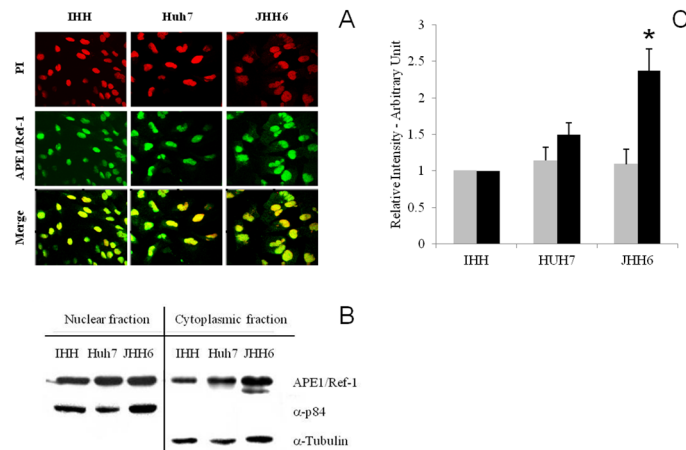 IHH Huh7 JHH6
A
PI
APE1/Ref-1
Merge
C
Relative Intensity - Arbitrary Unit
3
2.5
2
1.5
1
0.5
0
*
IHH HUH7 JHH6
B
Nuclear fraction Cytoplasmic fraction
IHH Huh7 JHH6 IHH Huh7 JHH6
APE1/Ref-1
α-p84
α-Tubulin